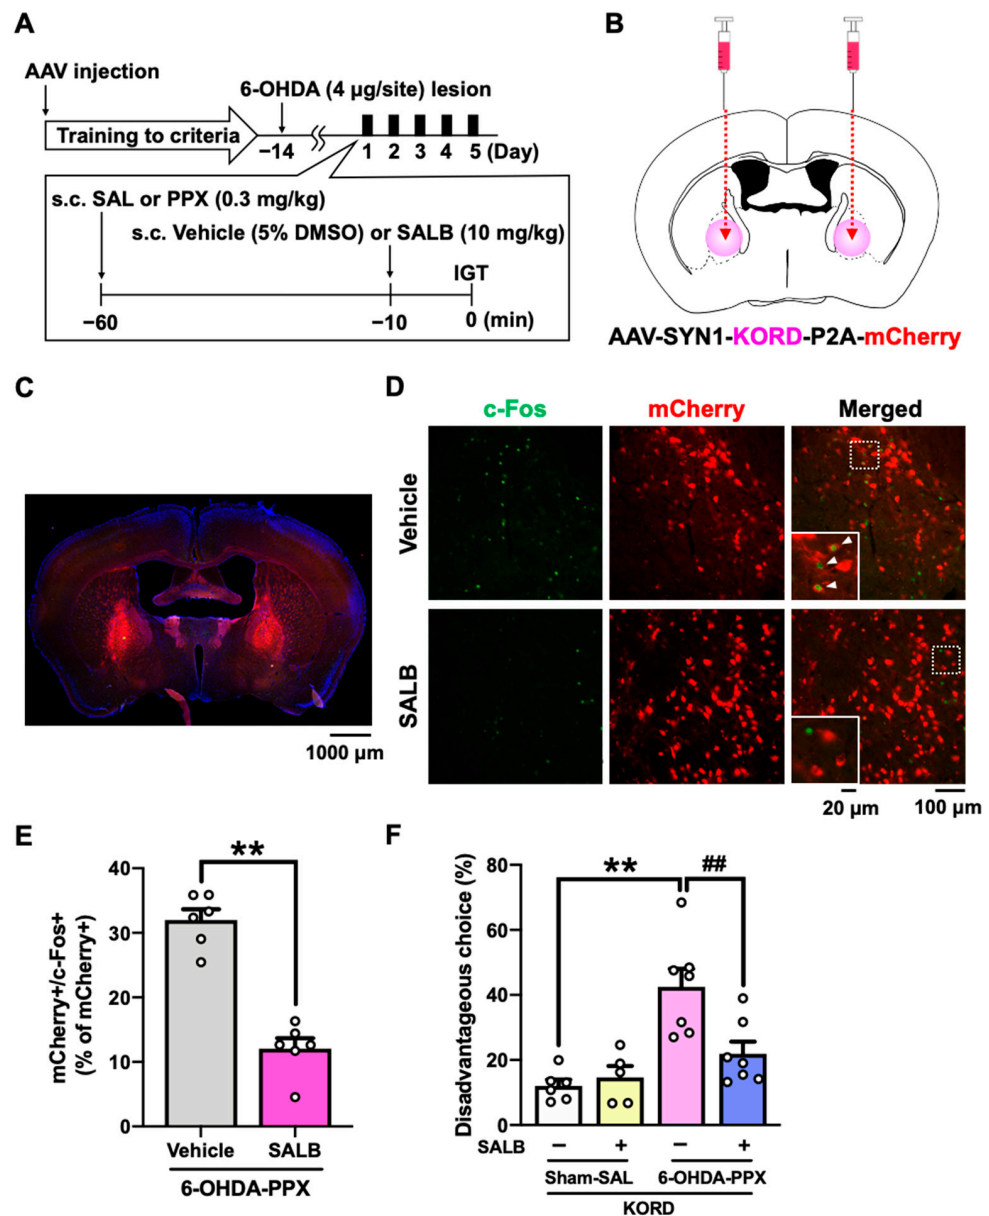 A
AAV injection
6-OHDA (4 µg/site) lesion
Training to criteria
−14
1 2 3 4 5 (Day)
s.c. SAL or PPX (0.3 mg/kg)
s.c. Vehicle (5% DMSO) or SALB (10 mg/kg)
IGT
−60
−10
0 (min)
B
AAV-SYN1-KORD-P2A-mCherry
C
1000 µm
D
c-Fos
mCherry
Merged
Vehicle
SALB
20 µm
100 µm
E
mCherry+/c-Fos+
(% of mCherry+)
40
30
20
10
0
**
Vehicle
SALB
6-OHDA-PPX
F
Disadvantageous choice (%)
80
60
40
20
0
**
##
SALB − + − +
Sham-SAL
6-OHDA-PPX
KORD